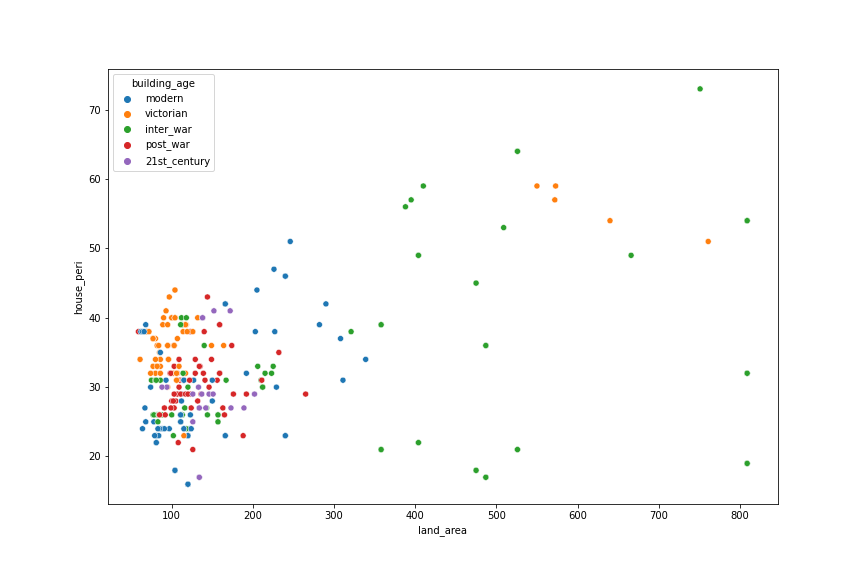 building_age
modern
victorian
inter_war
post_war
21st_century
70
60
50
40
30
20
house_peri
100 200 300 400 500 600 700 800
land_area